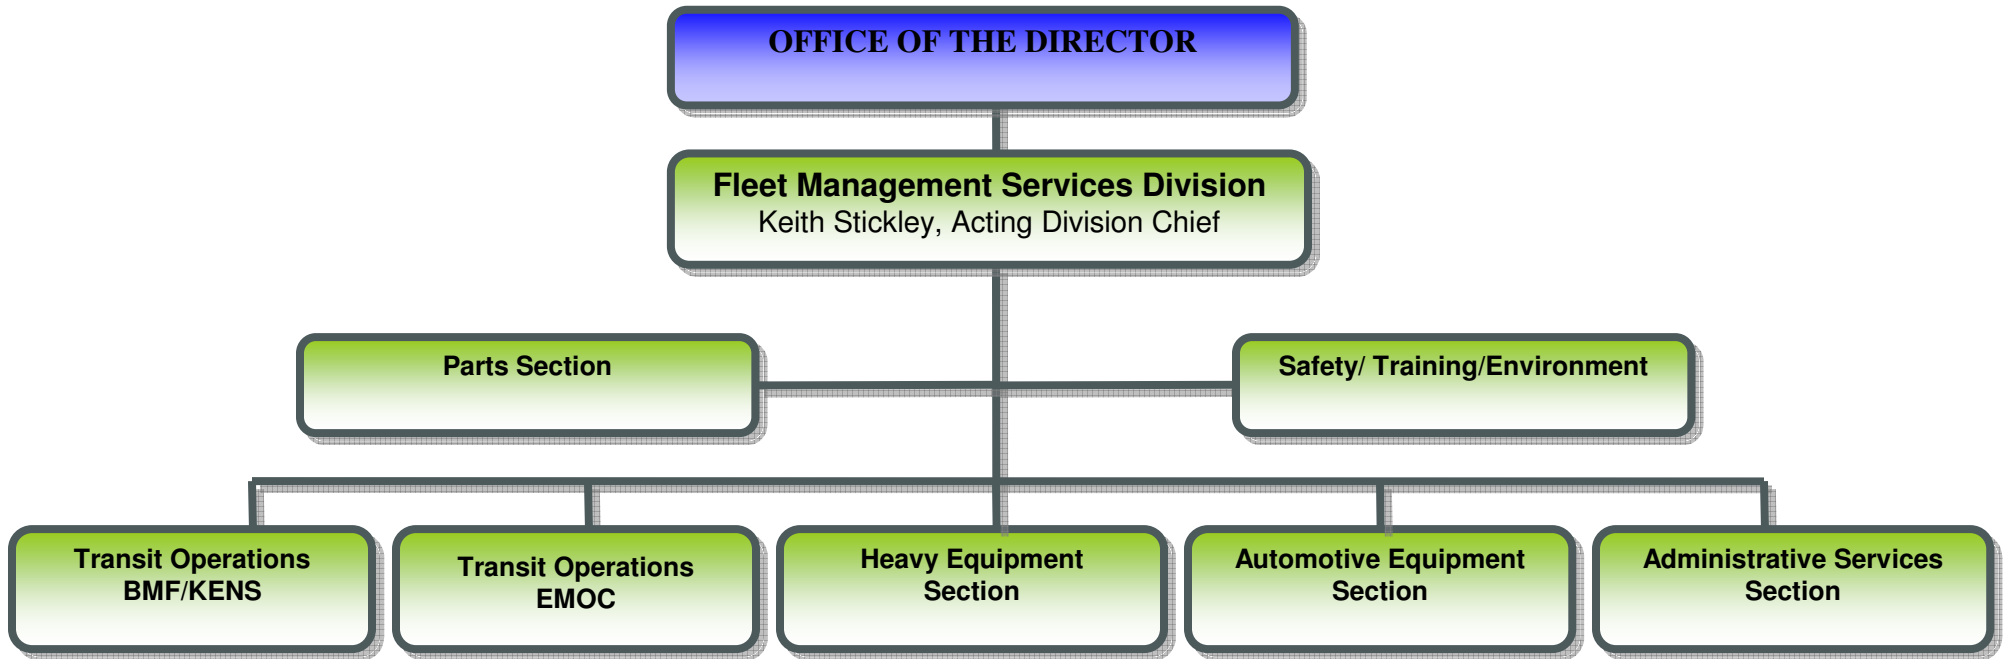 OFFICE OF THE DIRECTOR
Fleet Management Services Division
Keith Stickley, Acting Division Chief
Parts Section
Safety/ Training/Environment
Transit Operations
BMF/KENS
Transit Operations
EMOC
Heavy Equipment
Section
Automotive Equipment
Section
Administrative Services
Section